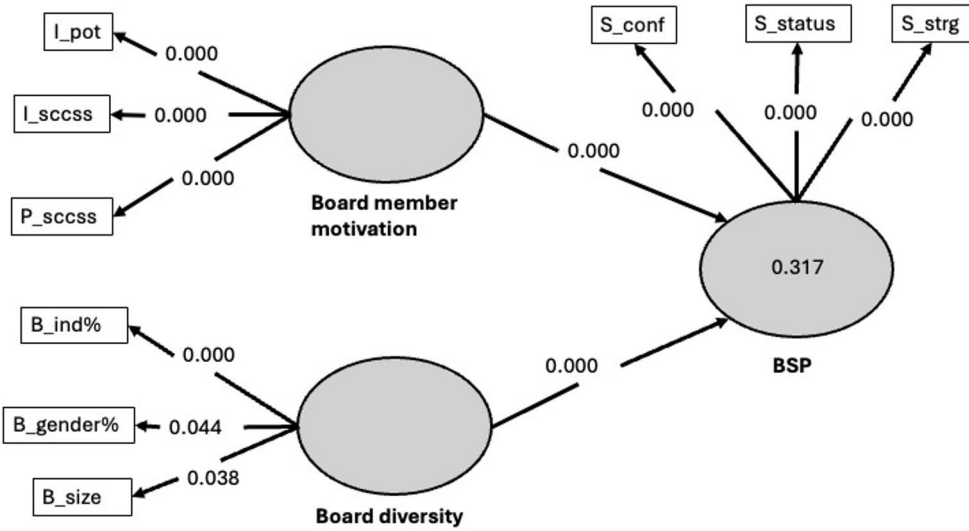 I_pot
0.000
I_sccss
0.000
P_sccss
0.000
Board member
motivation
0.000
S_conf
S_status
S_strg
0.000
0.000
0.000
0.317
BSP
B_ind%
0.000
B_gender%
0.044
B_size
0.038
Board diversity
0.000